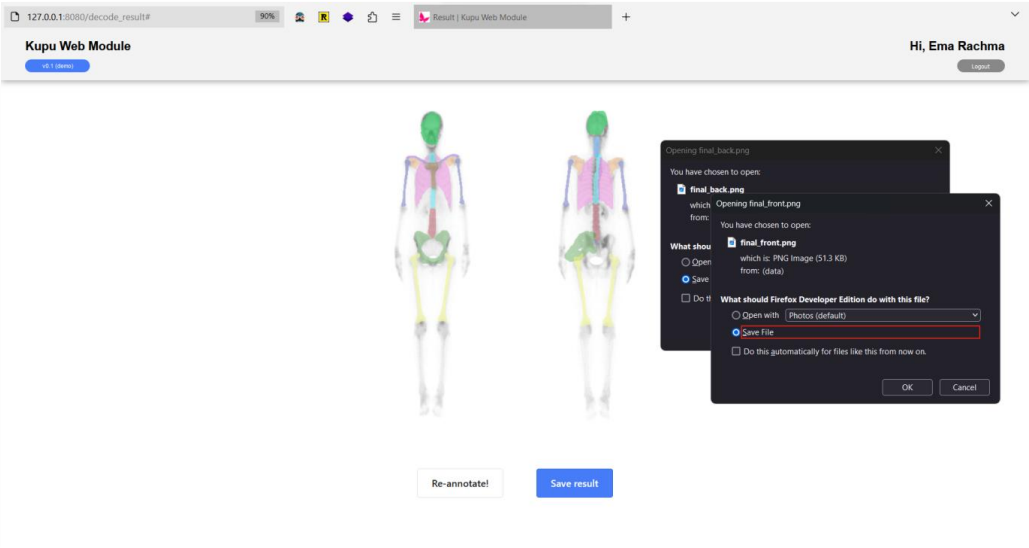 127.0.0.1:8080/decode_result#
90%
R
Result | Kupu Web Module
Kupu Web Module
v0.1 (demo)
Hi, Ema Rachma
Logout
Opening final_back.png
You have chosen to open:
final_back.png
which
from:
What shou
Open
Save
Do th
Opening final_front.png
You have chosen to open:
final_front.png
which is: PNG Image (51.3 KB)
from: (data)
What should Firefox Developer Edition do with this file?
Open with Photos (default)
Save File
Do this automatically for files like this from now on.
OK Cancel
Re-annotate!
Save result